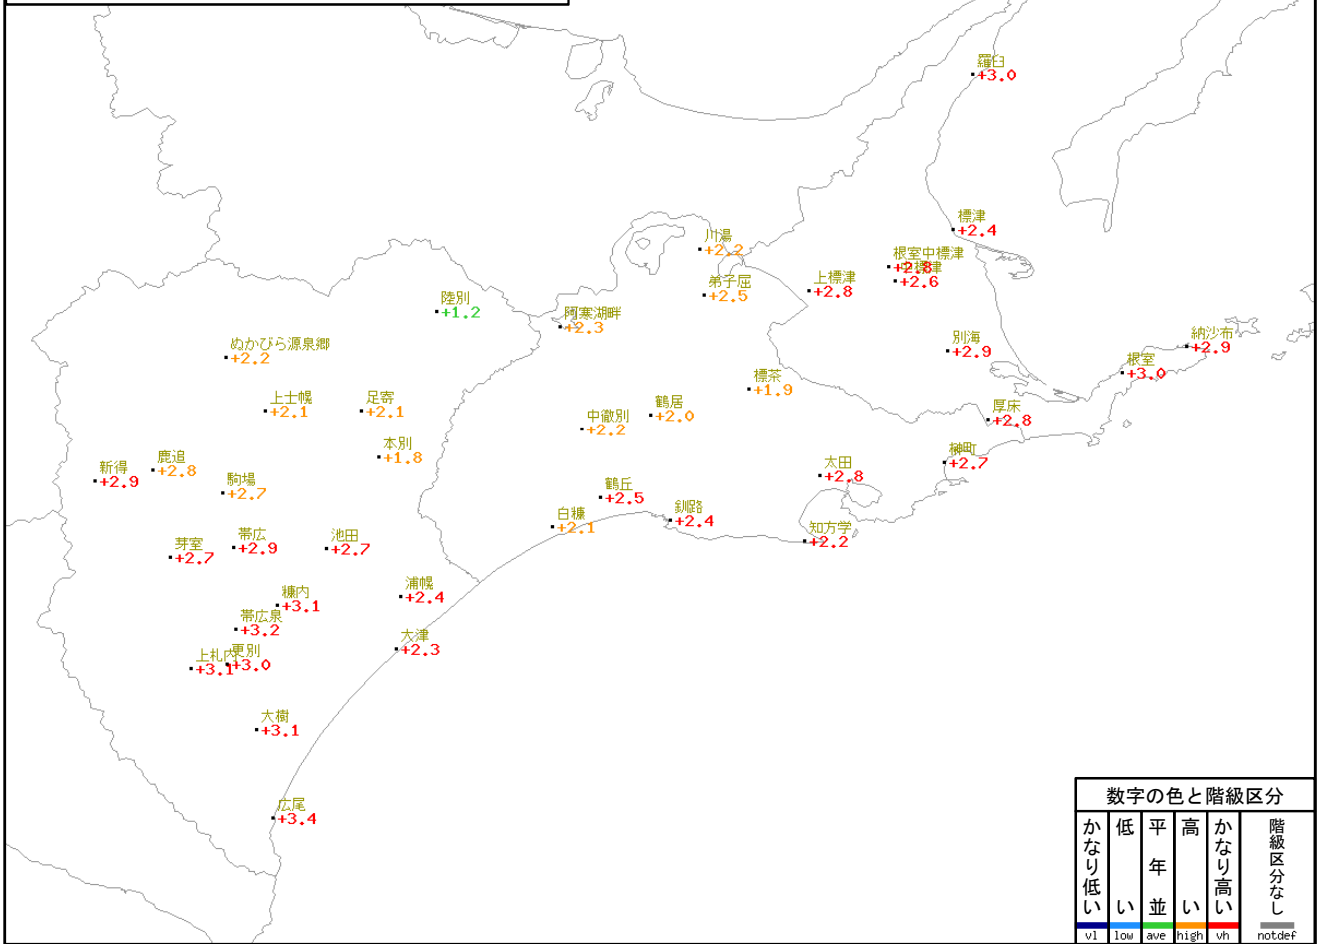 羅臼
+3.0
標津
+2.4
川湯
+2.2
根室中標津
+2.8
中標津
+2.6
弟子屈
+2.5
上標津
+2.8
陸別
+1.2
阿寒湖畔
+2.3
ぬかびら源泉郷
+2.2
別海
+2.9
納沙布
+2.9
根室
+3.0
標茶
+1.9
上士幌
+2.1
足寄
+2.1
鶴居
+2.0
中徹別
+2.2
厚床
+2.8
本別
+1.8
榊町
+2.7
新得
+2.9
鹿追
+2.8
太田
+2.8
駒場
+2.7
鶴丘
+2.5
釧路
+2.4
白糠
+2.1
知方学
+2.2
芽室
+2.7
帯広
+2.9
池田
+2.7
浦幌
+2.4
糠内
+3.1
帯広泉
+3.2
大津
+2.3
上札内
+3.1
更別
+3.0
大樹
+3.1
広尾
+3.4
数字の色と階級区分
かなり低い
低い
平年並
高い
かなり高い
階級区分なし
vl
low
ave
high
vh
notdef